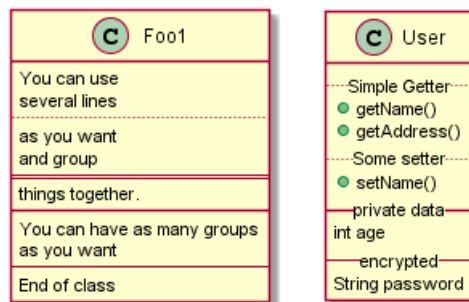 C Foo1
You can use
several lines
as you want
and group
things together.
You can have as many groups
as you want
End of class
C User
Simple Getter
getName()
getAddress()
Some setter
setName()
private data
int age
encrypted
String password